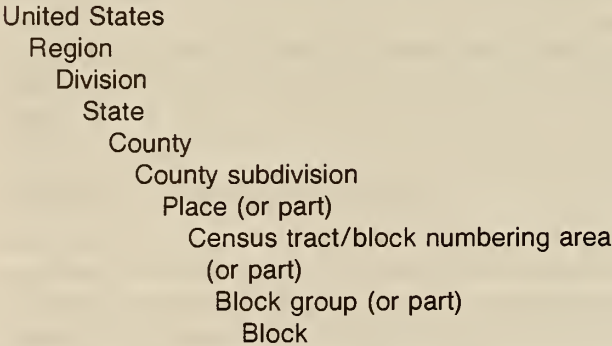 United States
Region
Division
State
County
County subdivision
Place (or part)
Census tract/block numbering area
(or part)
Block group (or part)
Block